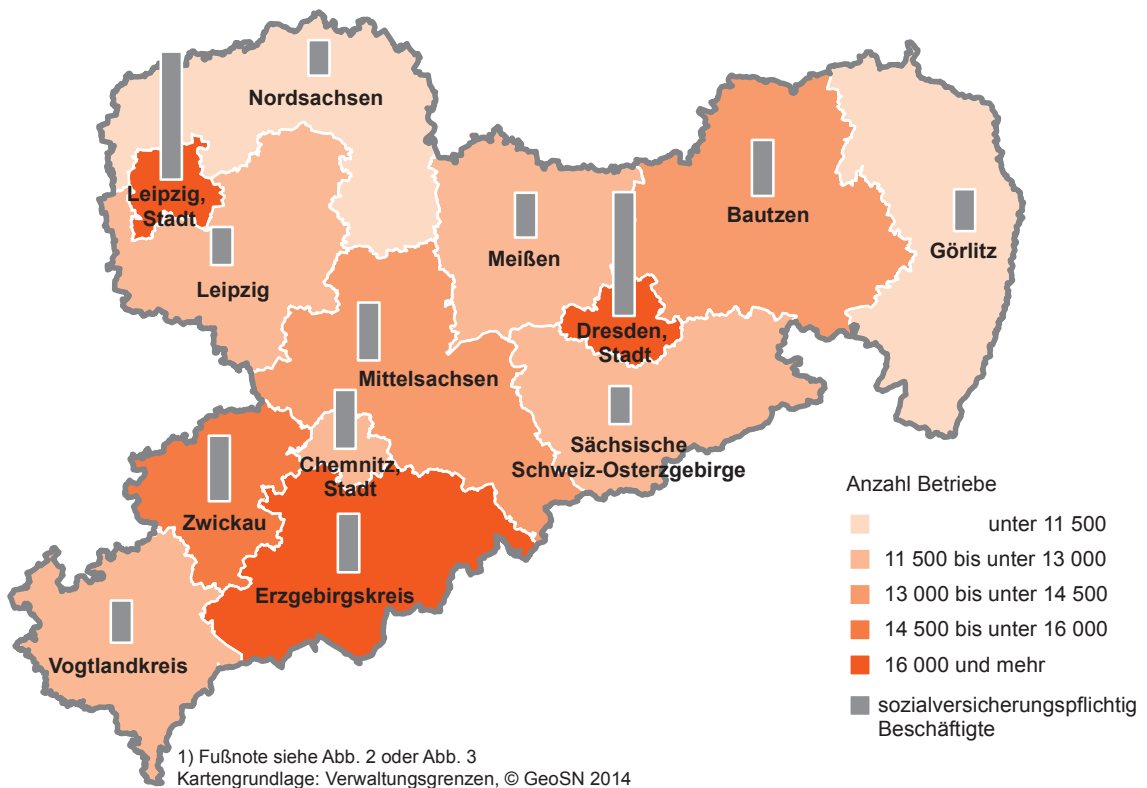 Nordsachsen
Leipzig,
Stadt
Leipzig
Meißen
Bautzen
Görlitz
Dresden,
Stadt
Mittelsachsen
Sächsische
Schweiz-Osterzgebirge
Chemnitz,
Stadt
Zwickau
Erzgebirgskreis
Vogtlandkreis
Anzahl Betriebe
unter 11 500
11 500 bis unter 13 000
13 000 bis unter 14 500
14 500 bis unter 16 000
16 000 und mehr
sozialversicherungspflichtig
Beschäftigte
1) Fußnote siehe Abb. 2 oder Abb. 3
Kartengrundlage: Verwaltungsgrenzen, © GeoSN 2014